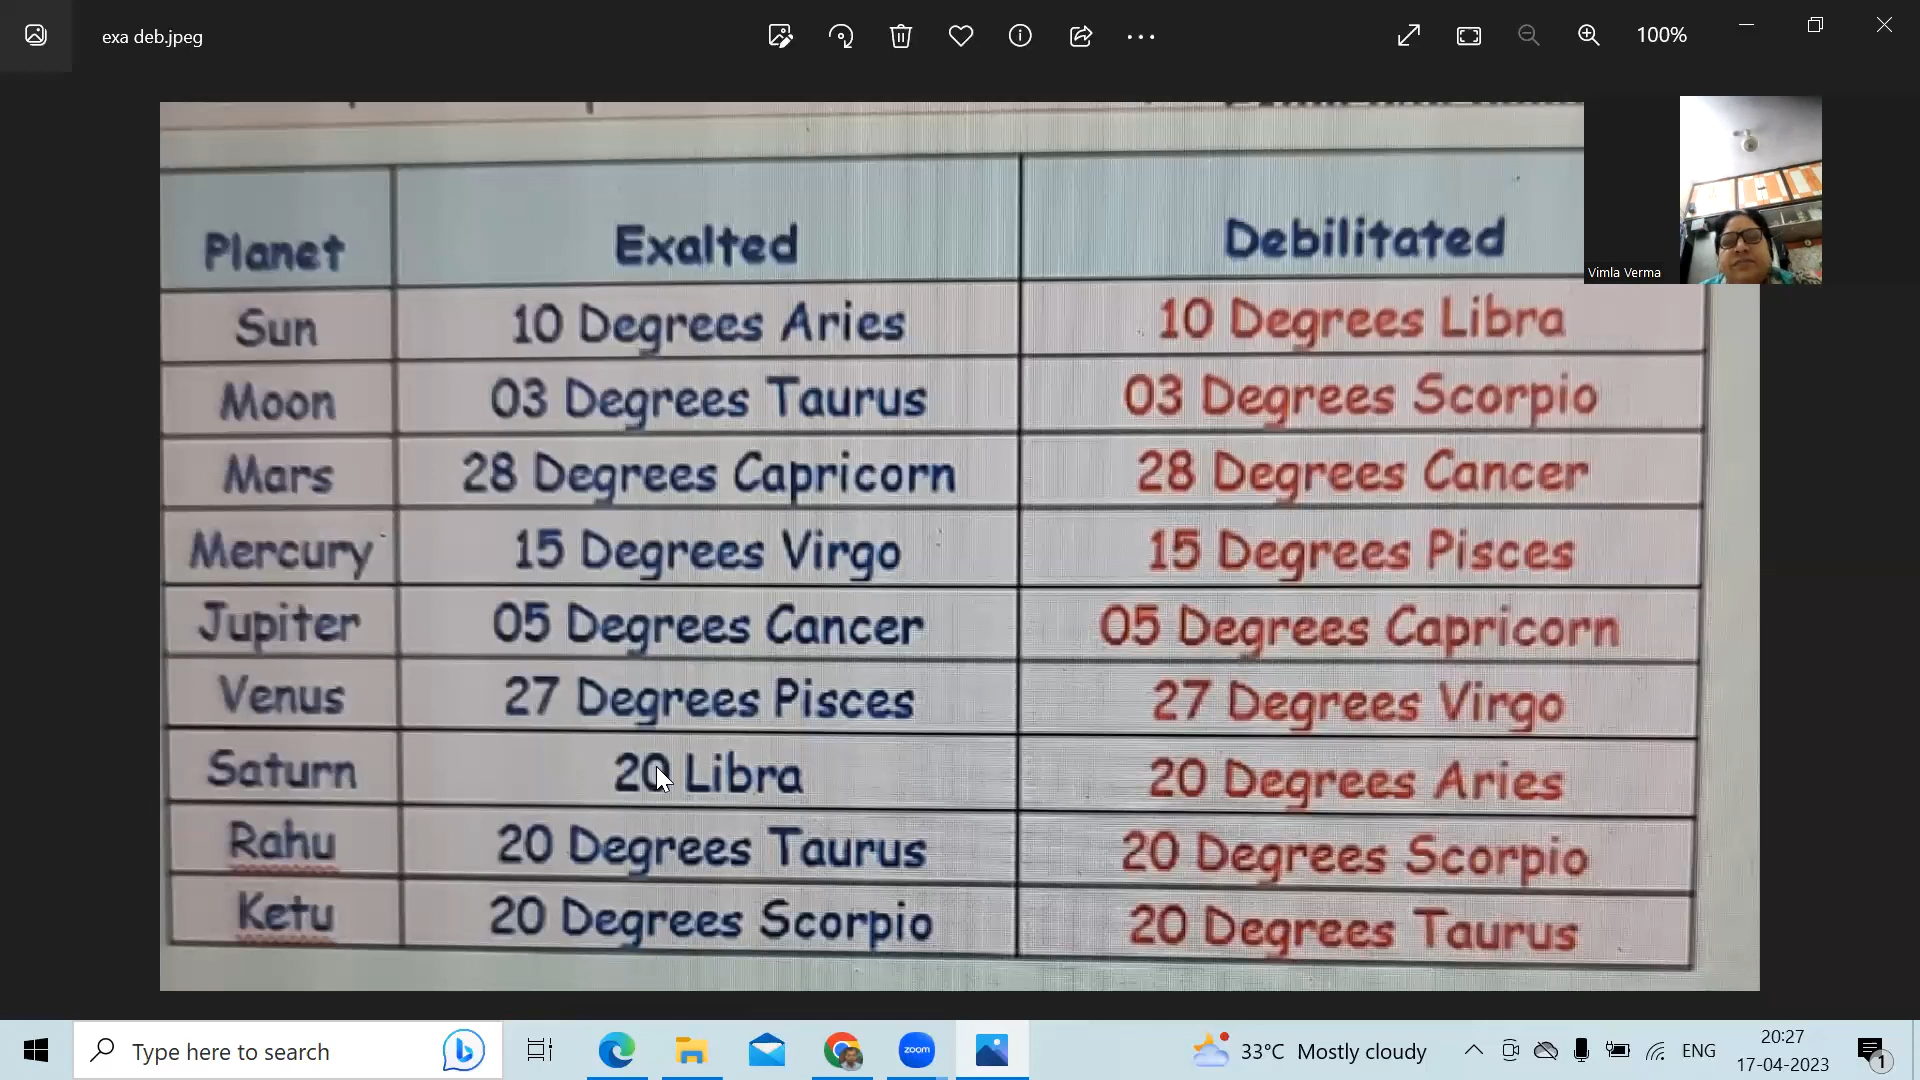 exa deb.jpeg
100%
Vimla Verma
Planet Exalted Debilitated
Sun 10 Degrees Aries 10 Degrees Libra
Moon 03 Degrees Taurus 03 Degrees Scorpio
Mars 28 Degrees Capricorn 28 Degrees Cancer
Mercury 15 Degrees Virgo 15 Degrees Pisces
Jupiter 05 Degrees Cancer 05 Degrees Capricorn
Venus 27 Degrees Pisces 27 Degrees Virgo
Saturn 20 Libra 20 Degrees Aries
Rahu 20 Degrees Taurus 20 Degrees Scorpio
Ketu 20 Degrees Scorpio 20 Degrees Taurus
Type here to search
zoom
33°C Mostly cloudy
ENG
20:27
17-04-2023
1